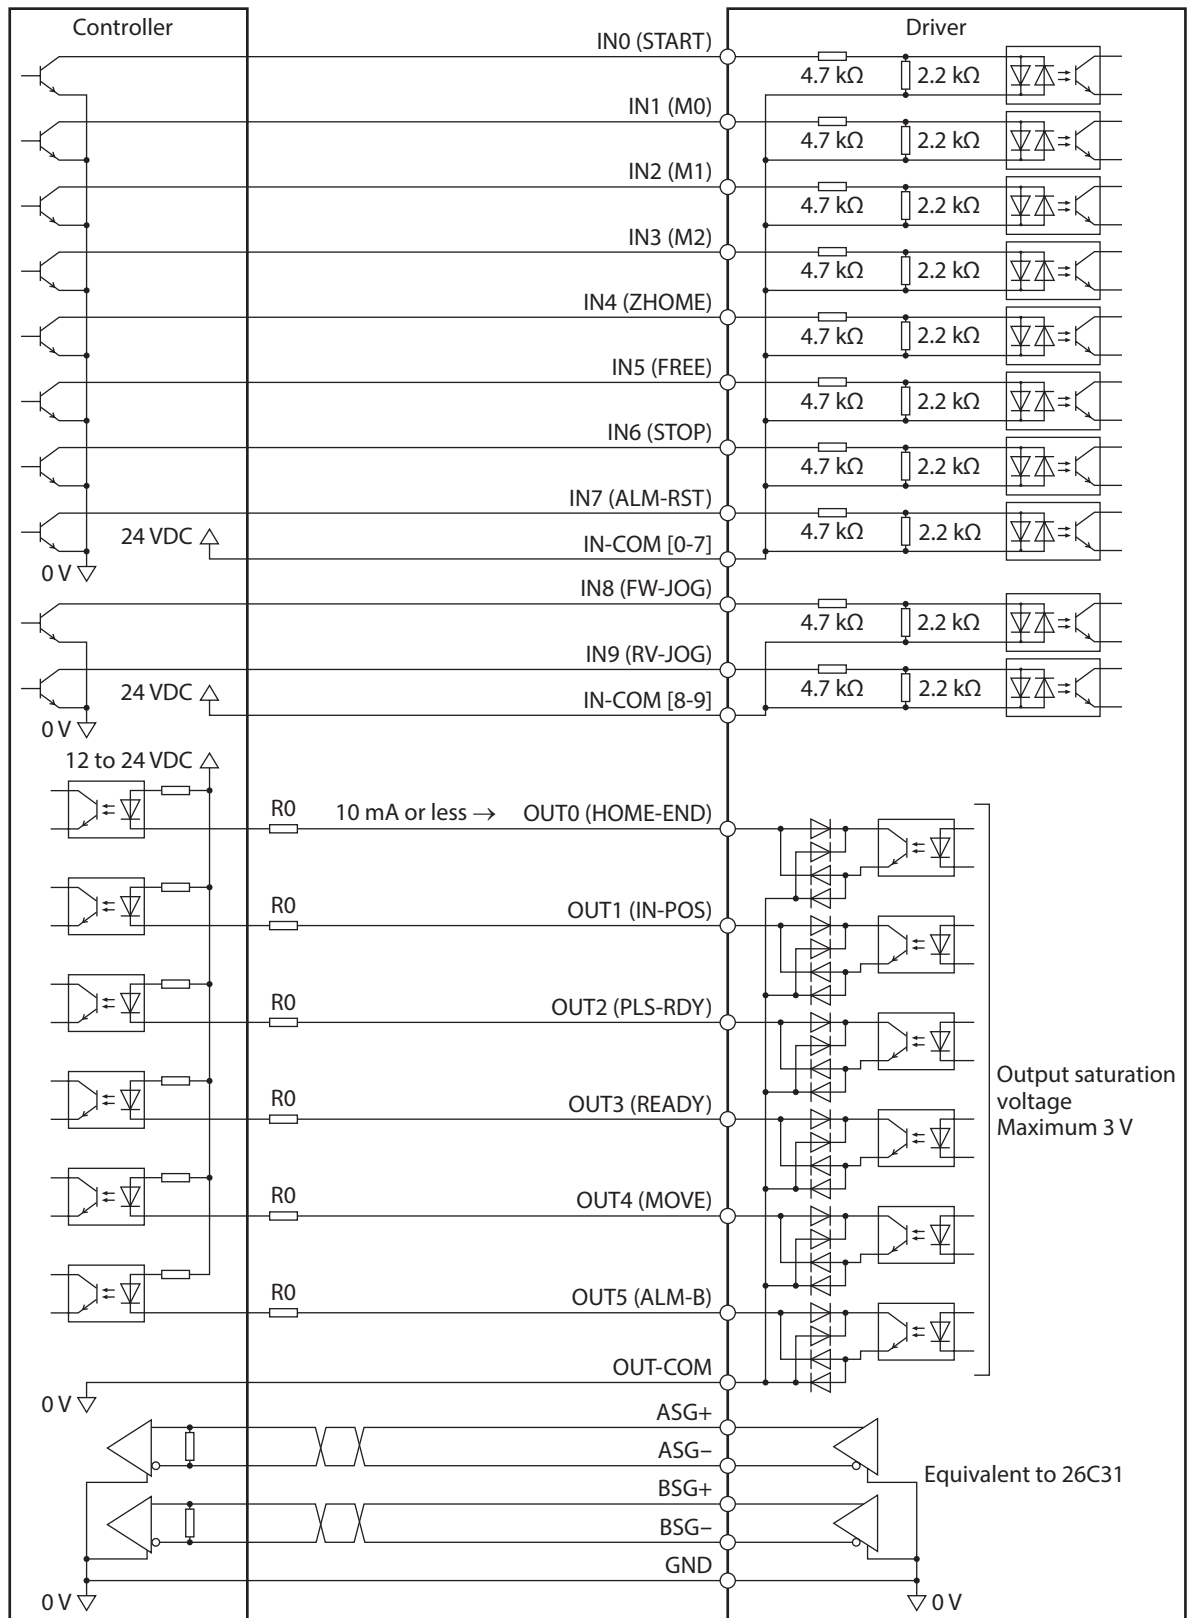 Controller
Driver
IN0 (START)
4.7 kΩ
2.2 kΩ
IN1 (M0)
4.7 kΩ
2.2 kΩ
IN2 (M1)
4.7 kΩ
2.2 kΩ
IN3 (M2)
4.7 kΩ
2.2 kΩ
IN4 (ZHOME)
4.7 kΩ
2.2 kΩ
IN5 (FREE)
4.7 kΩ
2.2 kΩ
IN6 (STOP)
4.7 kΩ
2.2 kΩ
IN7 (ALM-RST)
4.7 kΩ
2.2 kΩ
24 VDC
IN-COM [0-7]
0 V
IN8 (FW-JOG)
4.7 kΩ
2.2 kΩ
IN9 (RV-JOG)
4.7 kΩ
2.2 kΩ
24 VDC
IN-COM [8-9]
0 V
12 to 24 VDC
R0
10 mA or less →
OUT0 (HOME-END)
R0
OUT1 (IN-POS)
R0
OUT2 (PLS-RDY)
Output saturation
voltage
Maximum 3 V
R0
OUT3 (READY)
R0
OUT4 (MOVE)
R0
OUT5 (ALM-B)
OUT-COM
0 V
ASG+
ASG–
Equivalent to 26C31
BSG+
BSG–
GND
0 V
0 V